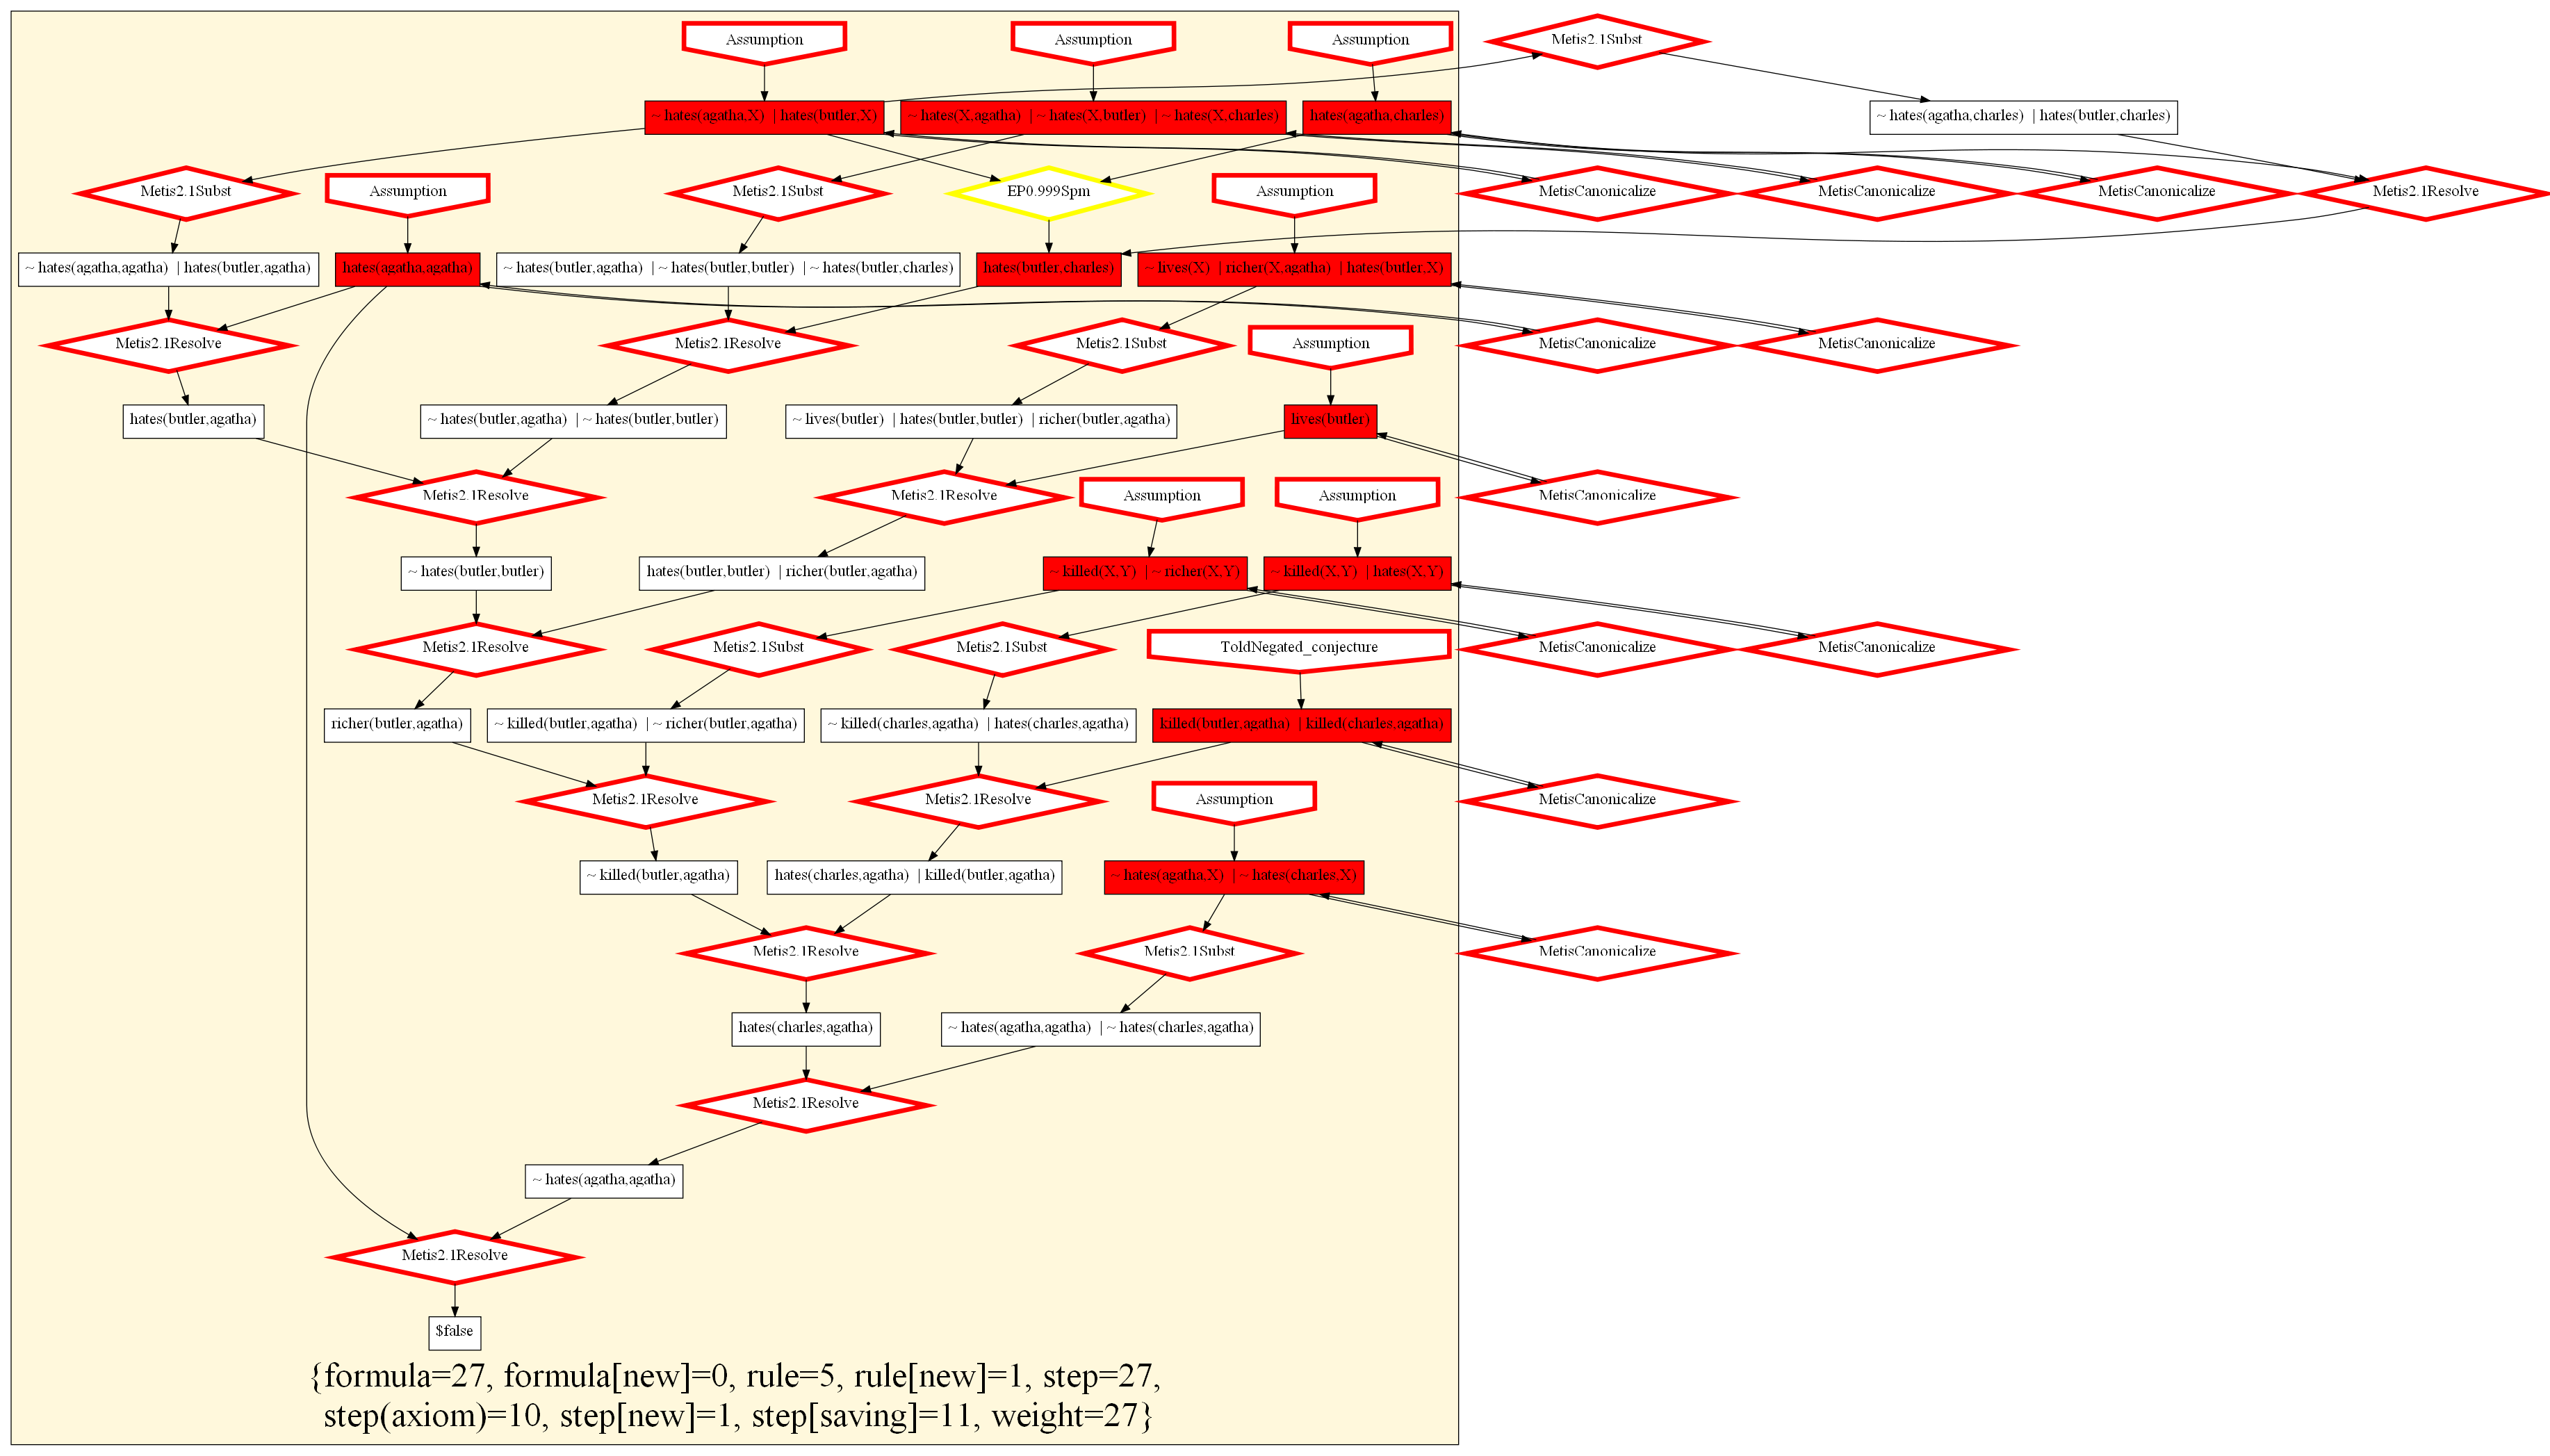 Assumption
Assumption
Assumption
Metis2.1Subst
~ hates(agatha,X) | hates(butler,X)
~ hates(X,agatha) | ~ hates(X,butler) | ~ hates(X,charles)
hates(agatha,charles)
~ hates(agatha,charles) | hates(butler,charles)
Metis2.1Subst
Assumption
Metis2.1Subst
EP0.999Spm
Assumption
MetisCanonicalize
MetisCanonicalize
MetisCanonicalize
Metis2.1Resolve
~ hates(agatha,agatha) | hates(butler,agatha)
hates(agatha,agatha)
~ hates(butler,agatha) | ~ hates(butler,butler) | ~ hates(butler,charles)
hates(butler,charles)
~ lives(X) | richer(X,agatha) | hates(butler,X)
Metis2.1Resolve
Metis2.1Resolve
Metis2.1Subst
Assumption
MetisCanonicalize
MetisCanonicalize
hates(butler,agatha)
~ hates(butler,agatha) | ~ hates(butler,butler)
~ lives(butler) | hates(butler,butler) | richer(butler,agatha)
lives(butler)
Metis2.1Resolve
Metis2.1Resolve
Assumption
Assumption
MetisCanonicalize
~ hates(butler,butler)
hates(butler,butler) | richer(butler,agatha)
~ killed(X,Y) | ~ richer(X,Y)
~ killed(X,Y) | hates(X,Y)
Metis2.1Resolve
Metis2.1Subst
Metis2.1Subst
ToldNegated_conjecture
MetisCanonicalize
MetisCanonicalize
richer(butler,agatha)
~ killed(butler,agatha) | ~ richer(butler,agatha)
~ killed(charles,agatha) | hates(charles,agatha)
killed(butler,agatha) | killed(charles,agatha)
Metis2.1Resolve
Metis2.1Resolve
Assumption
MetisCanonicalize
~ killed(butler,agatha)
hates(charles,agatha) | killed(butler,agatha)
~ hates(agatha,X) | ~ hates(charles,X)
Metis2.1Resolve
Metis2.1Subst
MetisCanonicalize
hates(charles,agatha)
~ hates(agatha,agatha) | ~ hates(charles,agatha)
Metis2.1Resolve
~ hates(agatha,agatha)
Metis2.1Resolve
$false
{formula=27, formula[new]=0, rule=5, rule[new]=1, step=27,
step(axiom)=10, step[new]=1, step[saving]=11, weight=27}